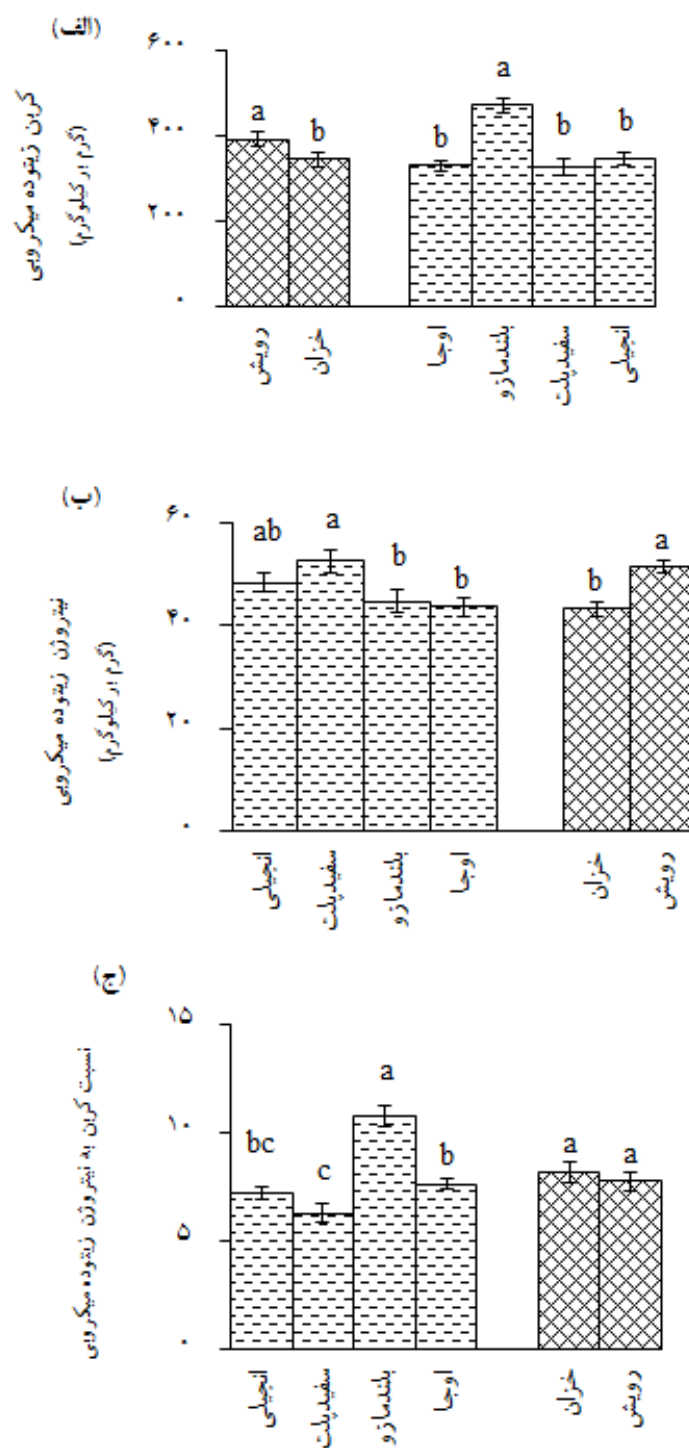 (الف)
کربن زیتوده میکروبی
(گرم بر کیلوگرم)
۶۰۰
۴۰۰
۲۰۰
۰
a
b
b
a
b
b
رویش
خزان
اوجا
بلندمازو
سفیدپلت
انجیلی
(ب)
نیتروژن زیتوده میکروبی
(گرم بر کیلوگرم)
۶۰
۴۰
۲۰
۰
ab
a
b
b
b
a
انجیلی
سفیدپلت
بلندمازو
اوجا
خزان
رویش
(ج)
نسبت کربن به نیتروژن زیتوده میکروبی
۱۵
۱۰
۵
۰
bc
c
a
b
a
a
انجیلی
سفیدپلت
بلندمازو
اوجا
خزان
رویش